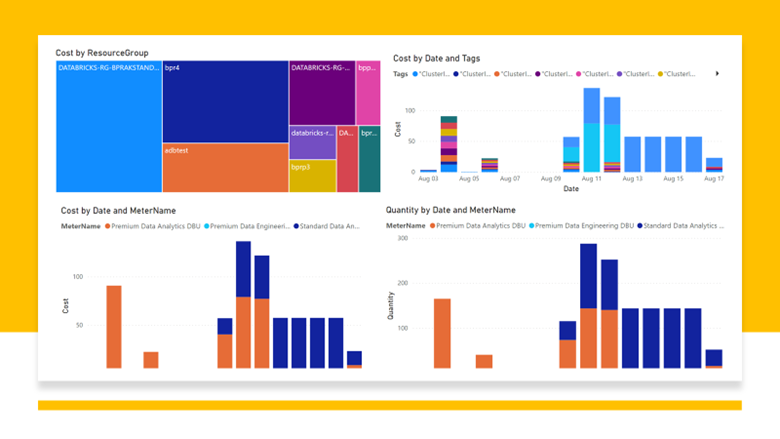 Cost by ResourceGroup
DATABRICKS-RG-BPRAKSTAND...
bpr4
DATABRICKS-RG-...
bpp...
adbtest
databricks-r...
DA...
bpr...
bprp3
Cost by Date and Tags
Tags "Clusterl... "Clusterl... "Clusterl... "Clusterl... "Clusterl... "Clusterl... "Clusterl...
100
50
0
Cost
Aug 03 Aug 05 Aug 07 Aug 09 Aug 11 Aug 13 Aug 15 Aug 17
Date
Cost by Date and MeterName
MeterName Premium Data Analytics DBU Premium Data Engineeri... Standard Data An...
100
50
Cost
Quantity by Date and MeterName
MeterName Premium Data Analytics DBU Premium Data Engineering DBU Standard Data Analytics ...
300
200
100
Quantity